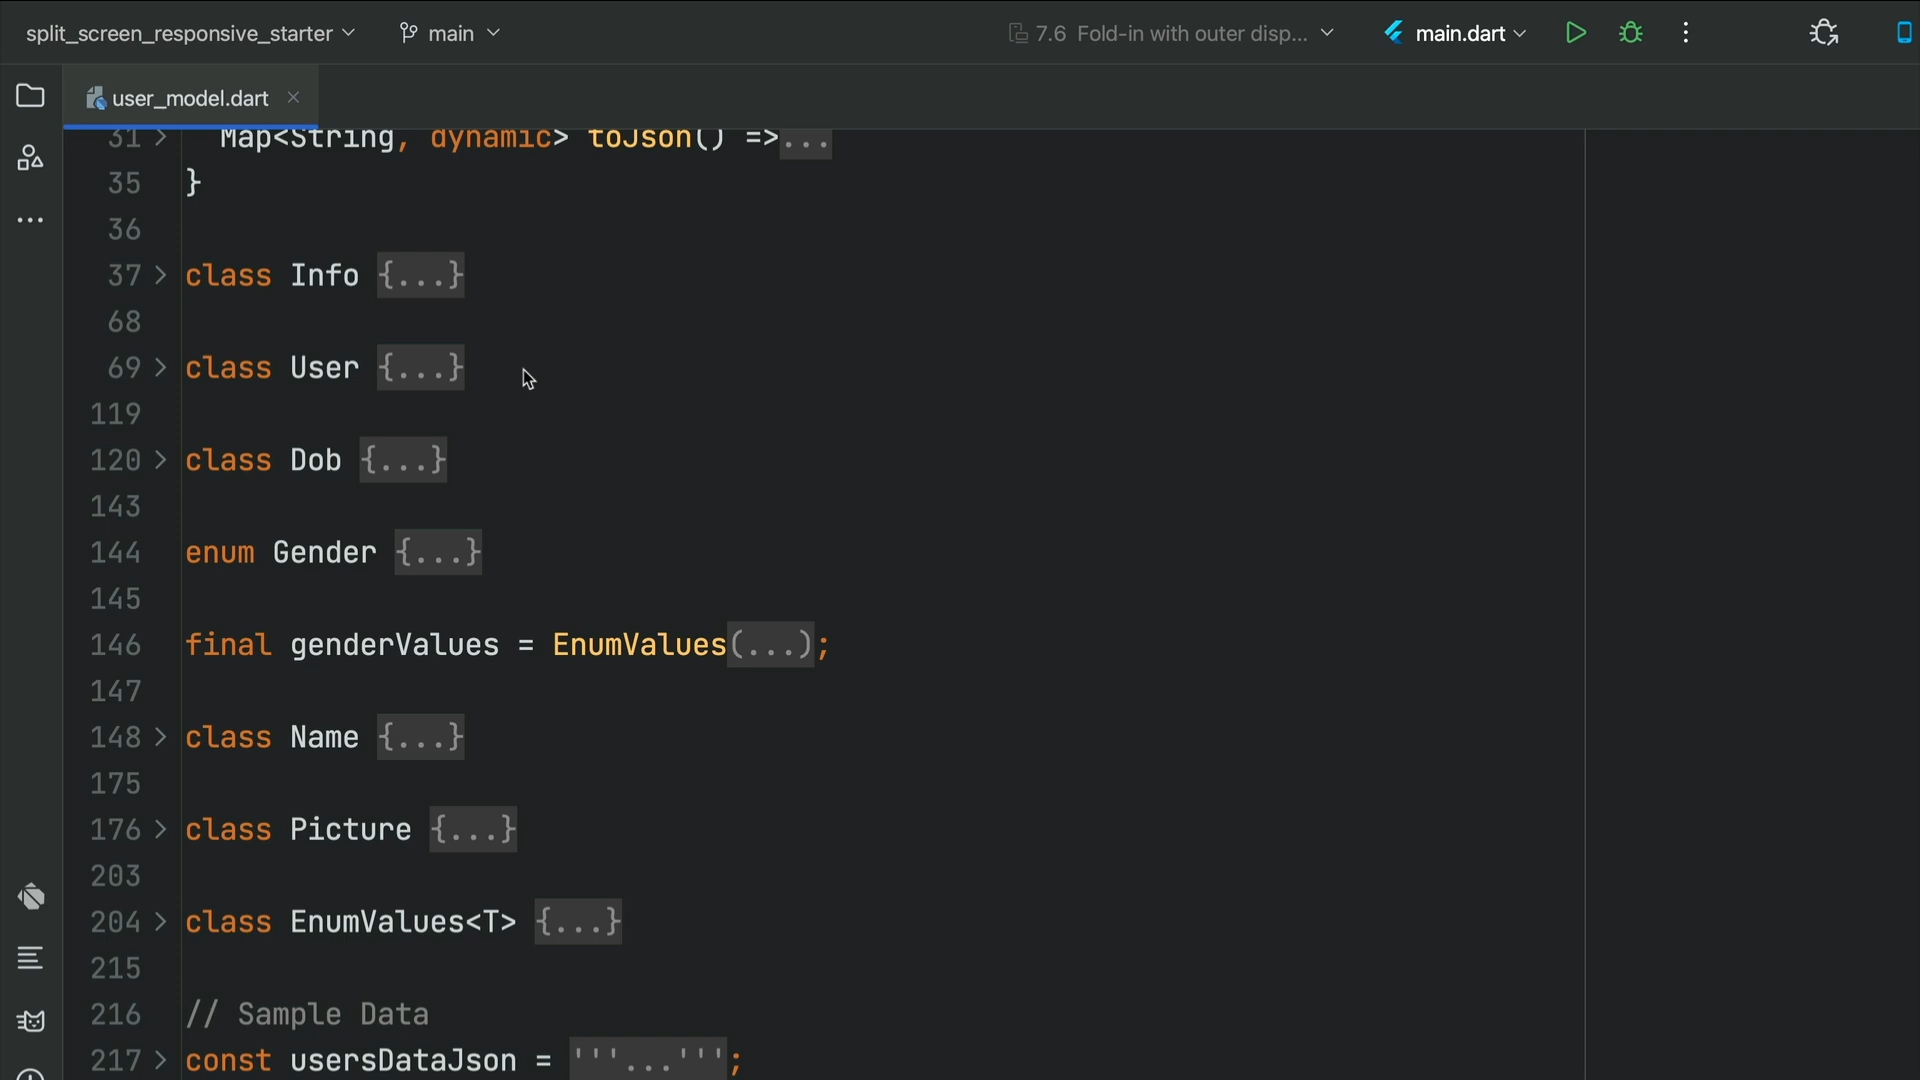 split_screen_responsive_starter main 7.6 Fold-in with outer disp... main.dart
user_model.dart
31 Map<String, dynamic> toJson() =>...
35 }
36
37 class Info {...}
68
69 class User {...}
119
120 class Dob {...}
143
144 enum Gender {...}
145
146 final genderValues = EnumValues(...);
147
148 class Name {...}
175
176 class Picture {...}
203
204 class EnumValues<T> {...}
215
216 // Sample Data
217 const usersDataJson = '''...''';